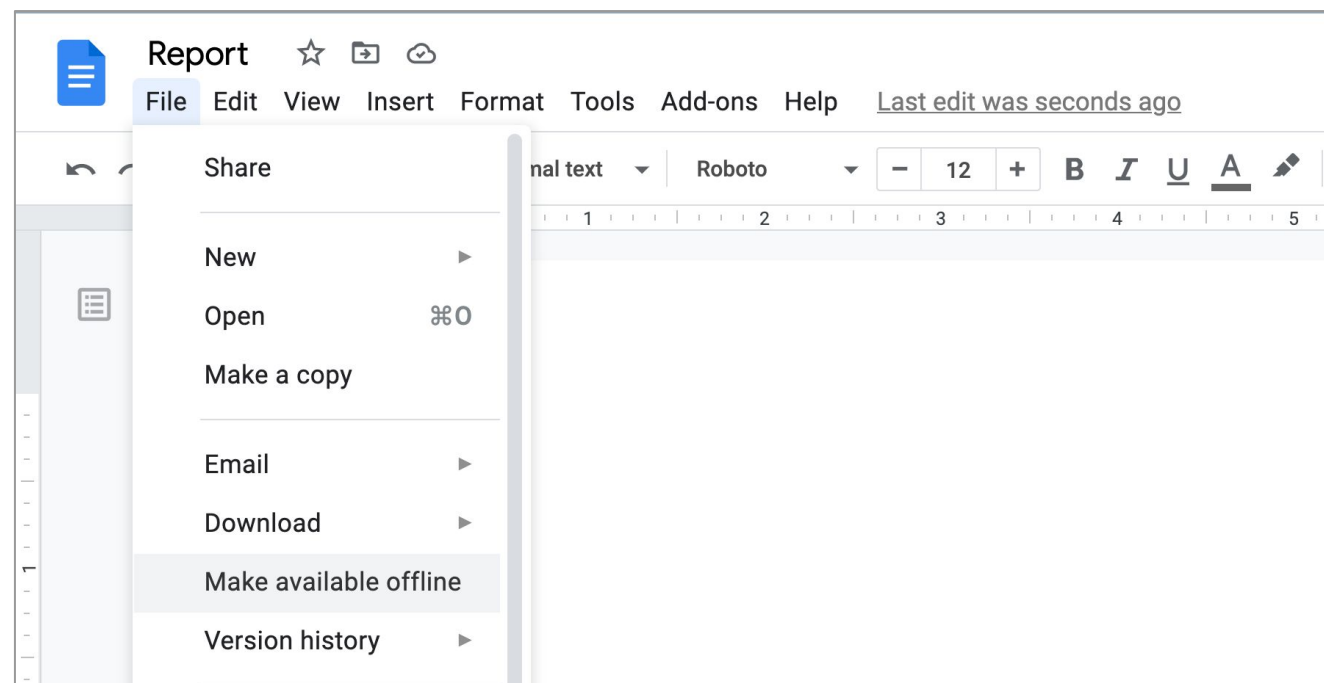 Report
File Edit View Insert Format Tools Add-ons Help Last edit was seconds ago
Share
text Roboto − 12 + B I U A
1 2 3 4 5
New
Open ⌘O
Make a copy
Email
Download
Make available offline
1
Version history